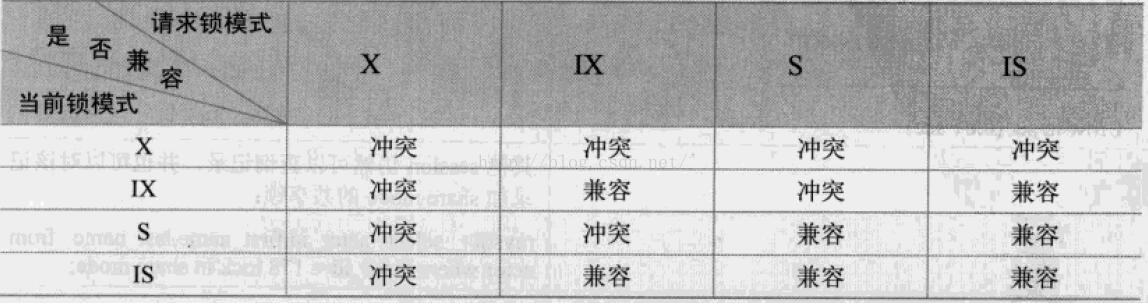 请求锁模式
是否兼容
当前锁模式
X IX S IS
X 冲突 冲突 冲突 冲突
IX 冲突 兼容 冲突 兼容
S 冲突 冲突 兼容 兼容
IS 冲突 兼容 兼容 兼容
http://blog.csdn.net/